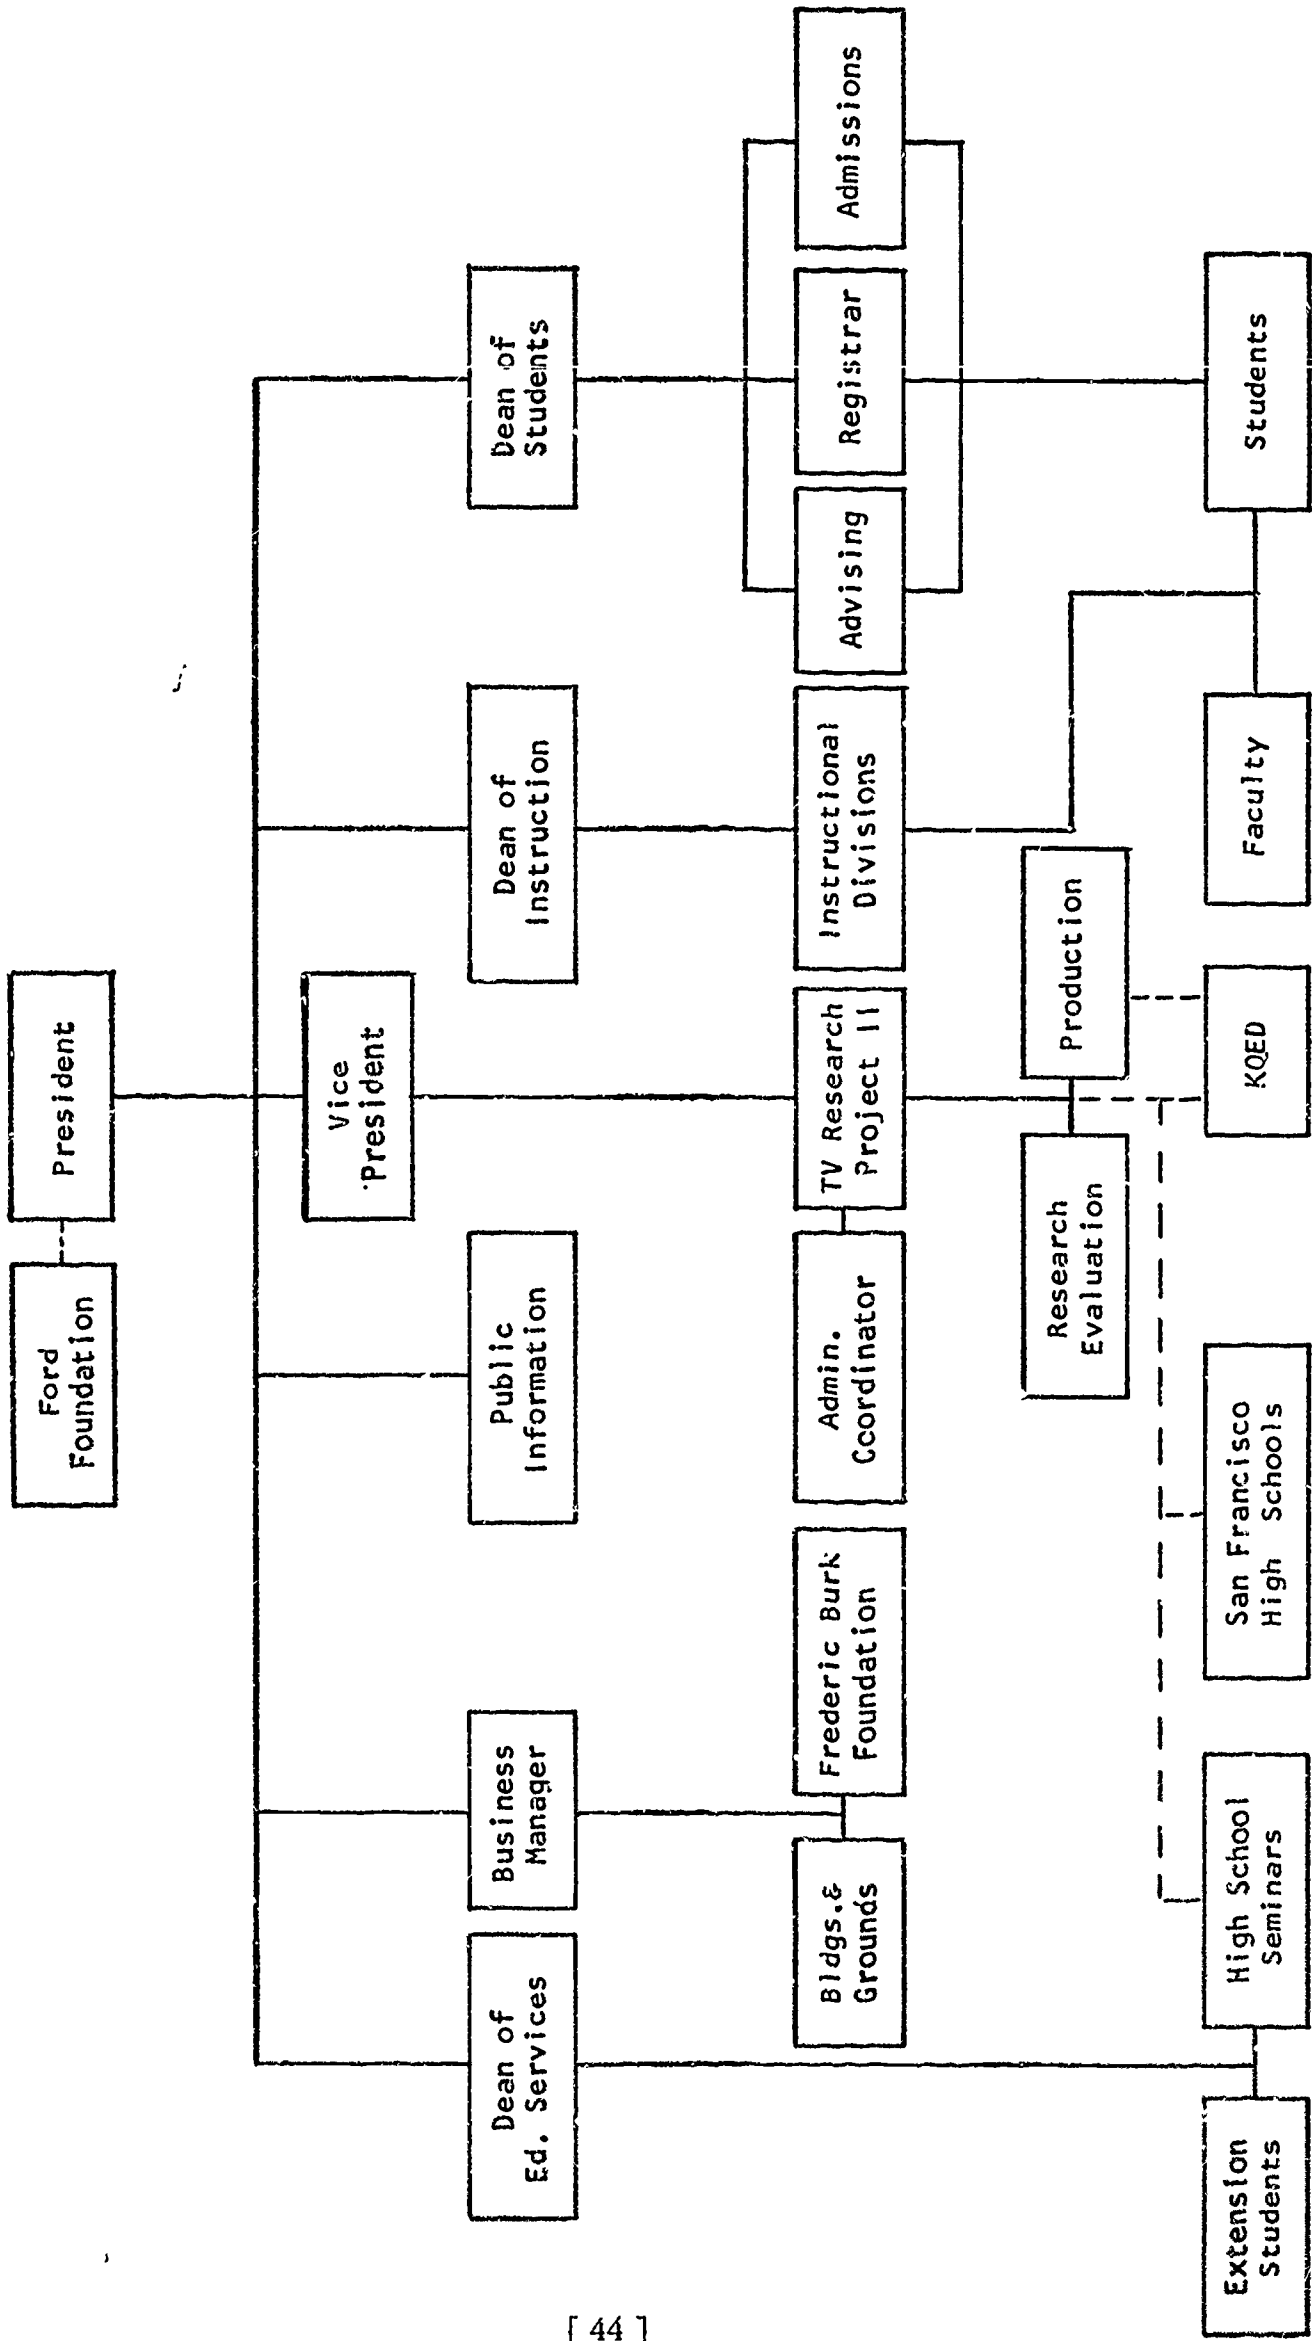 Ford
Foundation
President
Vice
President
Dean of
Ed. Services
Business
Manager
Public
Information
Dean of
Instruction
Dean of
Students
Bldgs.&
Grounds
Frederic Burk
Foundation
Admin.
Coordinator
TV Research
Project II
Instructional
Divisions
Advising
Registrar
Admissions
Research
Evaluation
Production
Extension
Students
High School
Seminars
San Francisco
High Schools
KQED
Faculty
Students
[ 44 ]